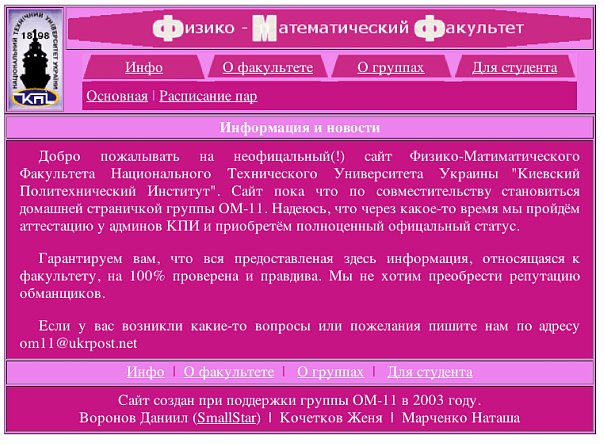 НАЦІОНАЛЬНИЙ ТЕХНІЧНИЙ УНІВЕРСИТЕТ УКРАЇНИ
18 98
КПІ
Физико - Математический Факультет
Инфо О факультете О группах Для студента
Основная | Расписание пар
Информация и новости
Добро пожалывать на неофицальный(!) сайт Физико-Матиматического
Факультета Национального Технического Университета Украины "Киевский
Политехнический Институт". Сайт пока что по совместительству становиться
домашней страничкой группы ОМ-11. Надеюсь, что через какое-то время мы пройдём
аттестацию у админов КПИ и приобретём полноценный офицальный статус.
Гарантируем вам, что вся предоставленая здесь информация, относящаяся к
факультету, на 100% проверена и правдива. Мы не хотим преобрести репутацию
обманщиков.
Если у вас возникли какие-то вопросы или пожелания пишите нам по адресу
om11@ukrpost.net
Инфо | О факультете | О группах | Для студента
Сайт создан при поддержки группы ОМ-11 в 2003 году.
Воронов Даниил (SmallStar) | Кочетков Женя | Марченко Наташа